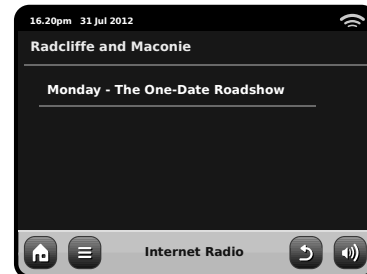 16.20pm 31 Jul 2012
Radcliffe and Maconie
Monday - The One-Date Roadshow
Internet Radio